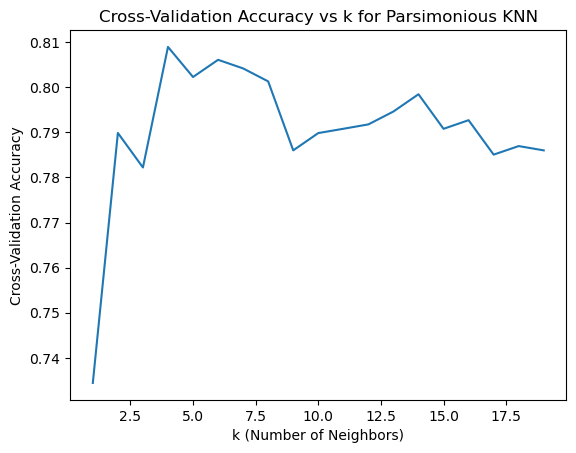 Cross-Validation Accuracy vs k for Parsimonious KNN
0.81
0.80
0.79
0.78
0.77
0.76
0.75
0.74
Cross-Validation Accuracy
2.5 5.0 7.5 10.0 12.5 15.0 17.5
k (Number of Neighbors)